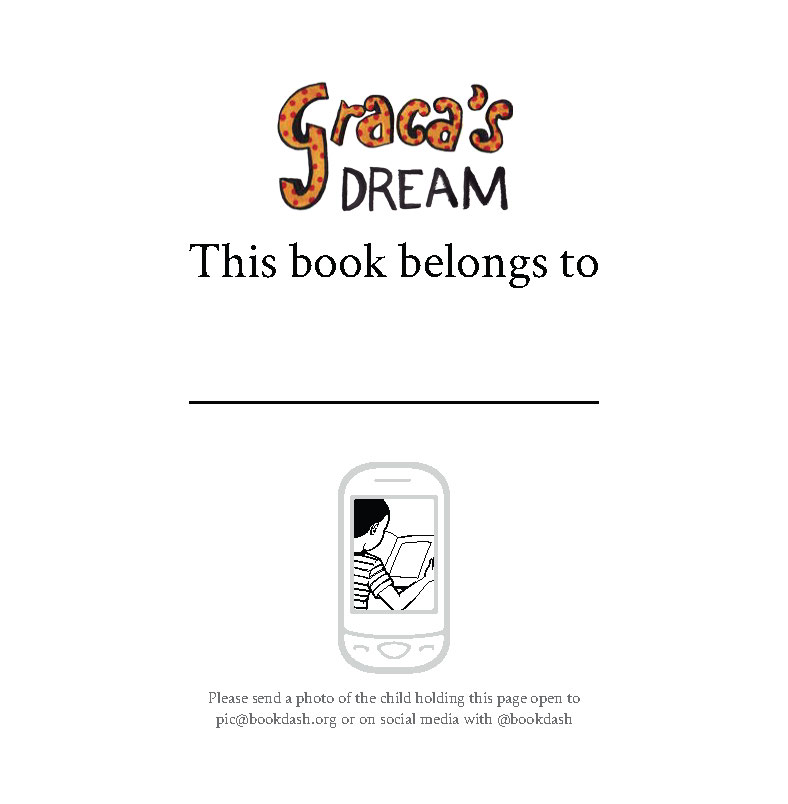 Graca's
DREAM
This book belongs to
Please send a photo of the child holding this page open to
pic@bookdash.org or on social media with @bookdash